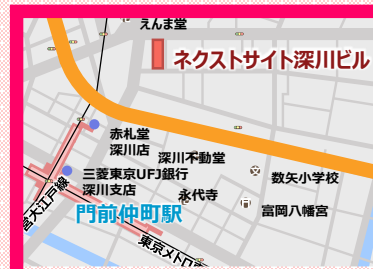 えんま堂
ネクストサイト深川ビル
赤札堂
深川店
深川不動堂
三菱東京UFJ銀行
深川支店
数矢小学校
永代寺
富岡八幡宮
門前仲町駅
宮大江戸線
東京メトロ東